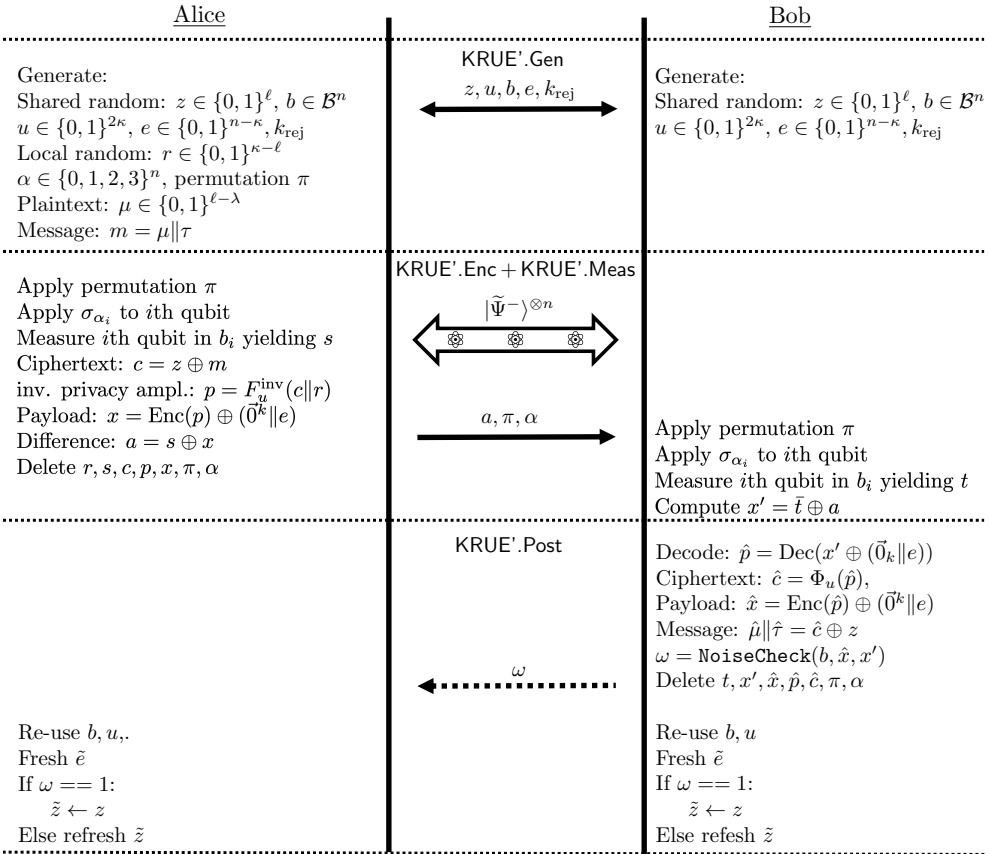 Alice
Bob
Generate:
Shared random: z ∈ {0, 1}^ℓ, b ∈ 𝓑^n
u ∈ {0, 1}^{2κ}, e ∈ {0, 1}^{n−κ}, k_rej
Local random: r ∈ {0, 1}^{κ−ℓ}
α ∈ {0, 1, 2, 3}^n, permutation π
Plaintext: μ ∈ {0, 1}^{ℓ−λ}
Message: m = μ‖τ
KRUE'.Gen
z, u, b, e, k_rej
Generate:
Shared random: z ∈ {0, 1}^ℓ, b ∈ 𝓑^n
u ∈ {0, 1}^{2κ}, e ∈ {0, 1}^{n−κ}, k_rej
Apply permutation π
Apply σ_{α_i} to ith qubit
Measure ith qubit in b_i yielding s
Ciphertext: c = z ⊕ m
inv. privacy ampl.: p = F_u^{inv}(c‖r)
Payload: x = Enc(p) ⊕ (0⃗^k‖e)
Difference: a = s ⊕ x
Delete r, s, c, p, x, π, α
KRUE'.Enc + KRUE'.Meas
|Ψ̃^−⟩^{⊗n}
a, π, α
Apply permutation π
Apply σ_{α_i} to ith qubit
Measure ith qubit in b_i yielding t
Compute x′ = t̄ ⊕ a
KRUE'.Post
Decode: p̂ = Dec(x′ ⊕ (0⃗_k‖e))
Ciphertext: ĉ = Φ_u(p̂),
Payload: x̂ = Enc(p̂) ⊕ (0⃗^k‖e)
Message: μ̂‖τ̂ = ĉ ⊕ z
ω = NoiseCheck(b, x̂, x′)
Delete t, x′, x̂, p̂, ĉ, π, α
ω
Re-use b, u,.
Fresh ẽ
If ω == 1:
z̃ ← z
Else refresh z̃
Re-use b, u
Fresh ẽ
If ω == 1:
z̃ ← z
Else refesh z̃